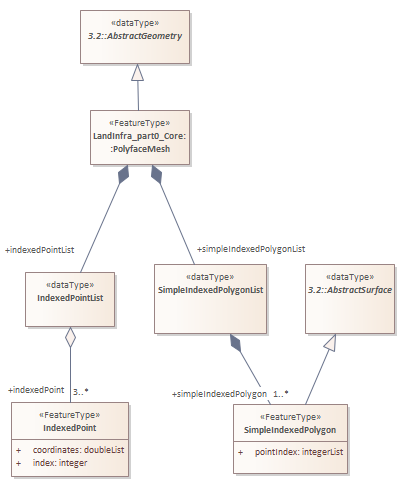 «dataType»
3.2::AbstractGeometry
«FeatureType»
LandInfra_part0_Core:
:PolyfaceMesh
+indexedPointList
+simpleIndexedPolygonList
«dataType»
IndexedPointList
«dataType»
SimpleIndexedPolygonList
«dataType»
3.2::AbstractSurface
+indexedPoint 3..*
+simpleIndexedPolygon 1..*
«FeatureType»
IndexedPoint
+ coordinates: doubleList
+ index: integer
«FeatureType»
SimpleIndexedPolygon
+ pointIndex: integerList